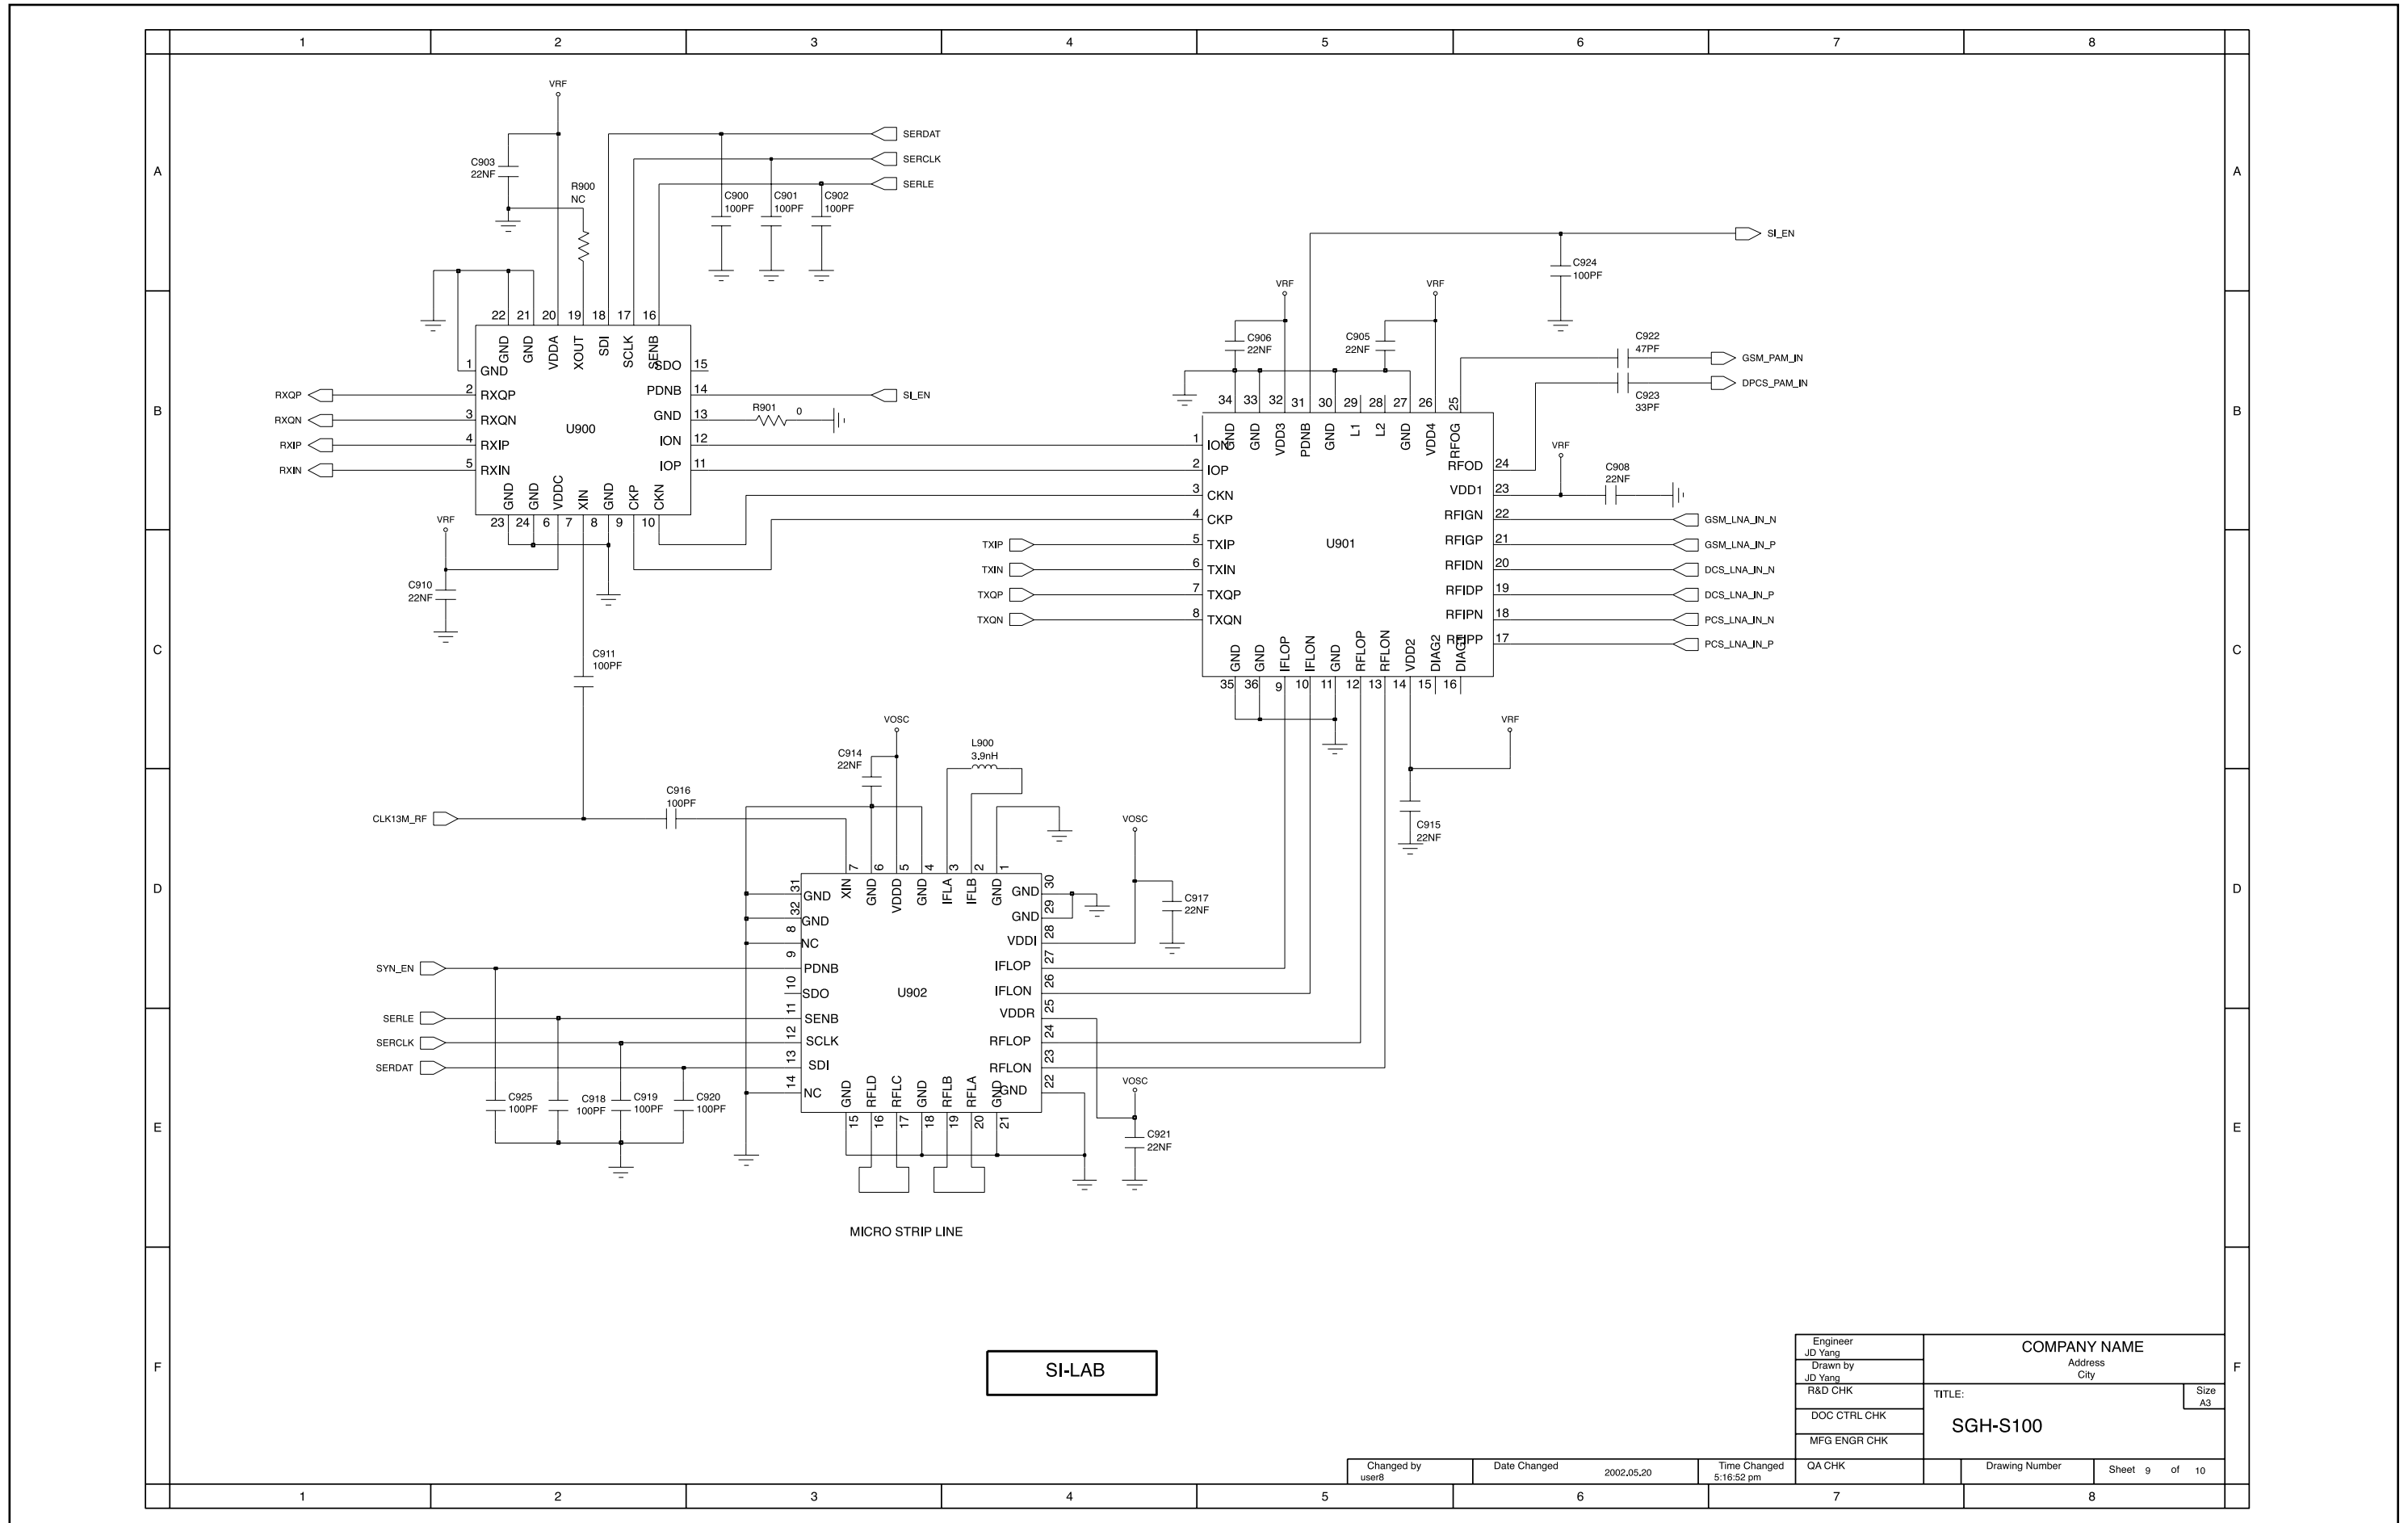 1 2 3 4 5 6 7 8
A
VRF
C903
22NF
R900
NC
SERDAT
SERCLK
SERLE
C900
100PF
C901
100PF
C902
100PF
A
SI_EN
C924
100PF
VRF
VRF
C906
22NF
C905
22NF
C922
47PF
GSM_PAM_IN
DPCS_PAM_IN
C923
33PF
B
22 21 20 19 18 17 16
GND GND VDDA XOUT SDI SCLK SENB
1 GND
2 RXQP
3 RXQN
4 RXIP
5 RXIN
RXQP
RXQN
RXIP
RXIN
U900
SDO 15
PDNB 14
GND 13
ION 12
IOP 11
SI_EN
R901 0
GND GND VDDC XIN GND CKP CKN
23 24 6 7 8 9 10
B
34 33 32 31 30 29 28 27 26 25
GND GND VDD3 PDNB GND L1 L2 GND VDD4 RFOG
1 ION
2 IOP
3 CKN
4 CKP
5 TXIP
6 TXIN
7 TXQP
8 TXQN
TXIP
TXIN
TXQP
TXQN
U901
RFOD 24
VDD1 23
RFIGN 22
RFIGP 21
RFIDN 20
RFIDP 19
RFIPN 18
RFIPP 17
VRF
C908
22NF
GSM_LNA_IN_N
GSM_LNA_IN_P
DCS_LNA_IN_N
DCS_LNA_IN_P
PCS_LNA_IN_N
PCS_LNA_IN_P
GND GND IFLOP IFLON GND RFLOP RFLON VDD2 DIAG2 DIAG1
35 36 9 10 11 12 13 14 15 16
VRF
C910
22NF
C
C911
100PF
C
VRF
C915
22NF
VOSC
C914
22NF
L900
3.9nH
C916
100PF
CLK13M_RF
VOSC
C917
22NF
D
7 6 5 4 3 2 1
XIN GND VDDD GND IFLA IFLB GND
31 GND
32 GND
8 NC
9 PDNB
10 SDO
11 SENB
12 SCLK
13 SDI
14 NC
U902
GND 30
GND 29
VDDI 28
IFLOP 27
IFLON 26
VDDR 25
RFLOP 24
RFLON 23
GND 22
D
SYN_EN
SERLE
SERCLK
SERDAT
GND RFLD RFLC GND RFLB RFLA GND
15 16 17 18 19 20 21
C925
100PF
C918
100PF
C919
100PF
C920
100PF
VOSC
C921
22NF
E
E
MICRO STRIP LINE
F
SI-LAB
F
Engineer
JD Yang
Drawn by
JD Yang
R&D CHK
DOC CTRL CHK
MFG ENGR CHK
QA CHK
COMPANY NAME
Address
City
TITLE:
SGH-S100
Size
A3
Changed by
user8
Date Changed
2002.05.20
Time Changed
5:16:52 pm
Drawing Number
Sheet 9 of 10
1 2 3 4 5 6 7 8